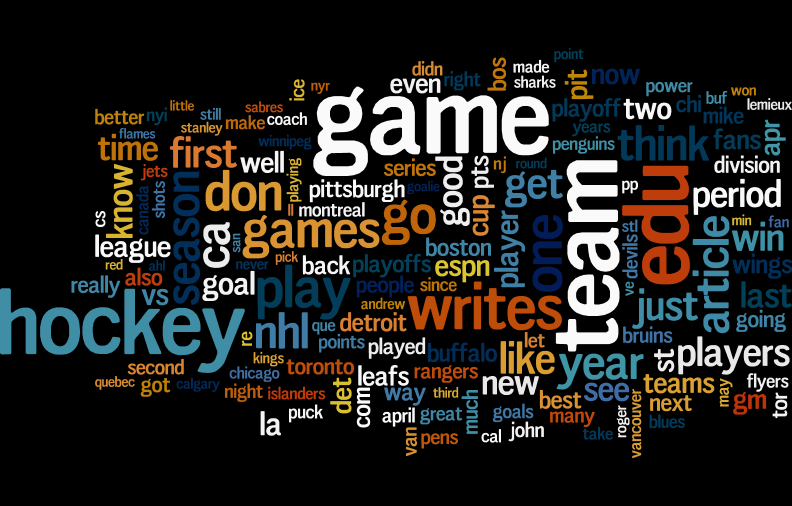 point
didn
right
bos
made
now
even
sharks
pit
power
won
ice
nyr
game
playoff
two
chi
buf
lemieux
little
sabres
better
nyi
still
make
coach
mike
flames
stanley
years
apr
time
first
winnipeg
penguins
think
fans
well
series
good
pts
nj
round
division
know
jets
season
don
playing
pittsburgh
goalie
get
team
pp
edu
period
canada
shots
ll
montreal
go
cup
player
one
cs
ca
san
games
st
article
min
fan
win
league
boston
devils
red
ahl
never
pick
back
playoffs
espn
wings
really
also
goal
play
people
since
ve
last
hockey
vs
andrew
writes
just
going
nhl
que
detroit
re
points
played
buffalo
let
bruins
kings
like
year
st
players
second
chicago
toronto
leafs
rangers
new
see
teams
flyers
quebec
got
calgary
night
islanders
det
com
way
third
much
best
next
may
gm
tor
puck
april
great
goals
many
roger
vancouver
blues
la
van
pens
cal
john
take